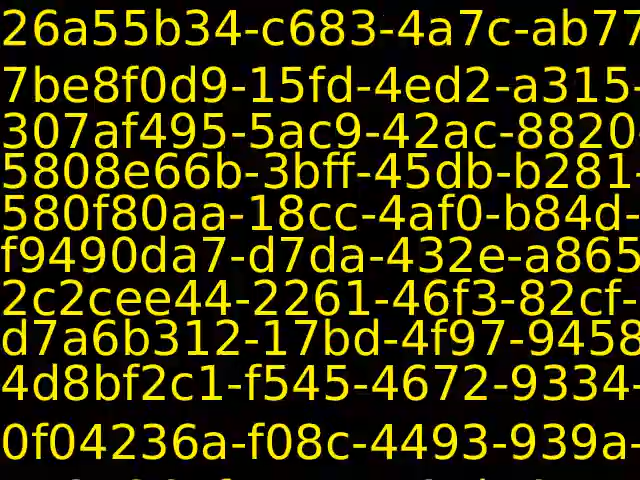 26a55b34-c683-4a7c-ab77
7be8f0d9-15fd-4ed2-a315-
307af495-5ac9-42ac-8820
5808e66b-3bff-45db-b281-
580f80aa-18cc-4af0-b84d-
f9490da7-d7da-432e-a865
2c2cee44-2261-46f3-82cf-
d7a6b312-17bd-4f97-9458
4d8bf2c1-f545-4672-9334-
0f04236a-f08c-4493-939a-